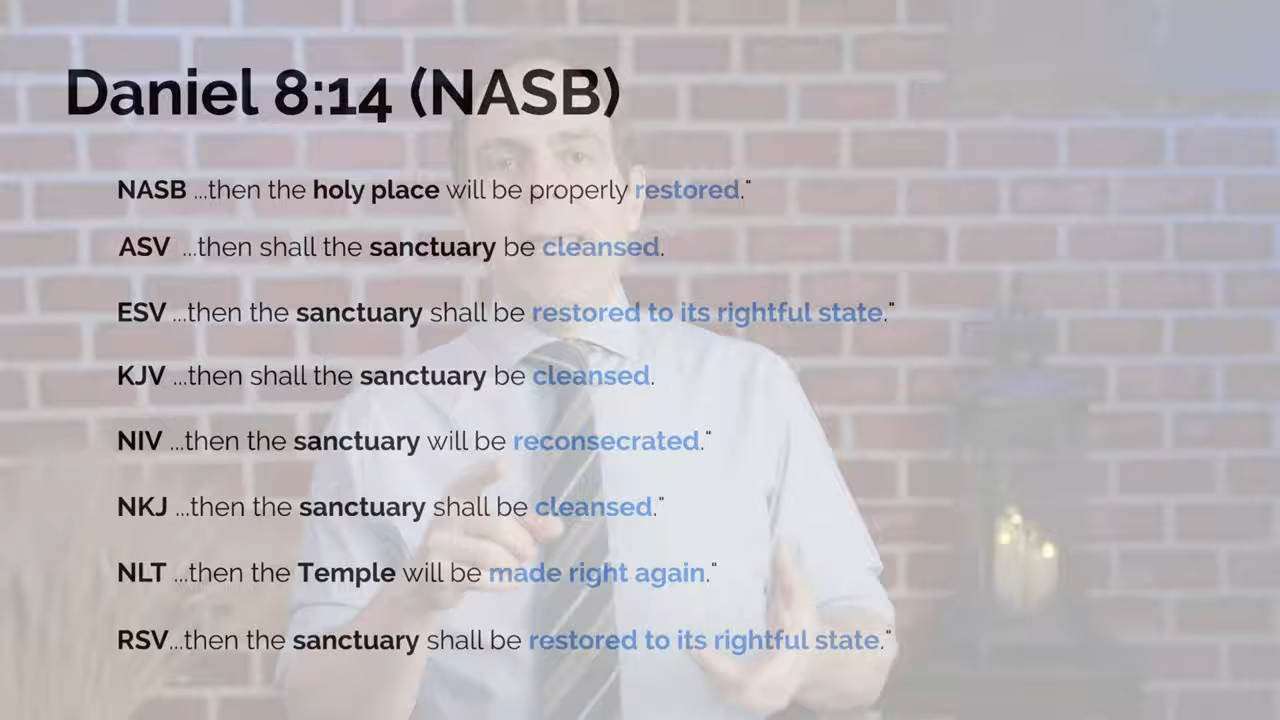 Daniel 8:14 (NASB)
NASB ...then the holy place will be properly restored."
ASV ...then shall the sanctuary be cleansed.
ESV ...then the sanctuary shall be restored to its rightful state."
KJV ...then shall the sanctuary be cleansed.
NIV ...then the sanctuary will be reconsecrated."
NKJ ...then the sanctuary shall be cleansed."
NLT ...then the Temple will be made right again."
RSV...then the sanctuary shall be restored to its rightful state."